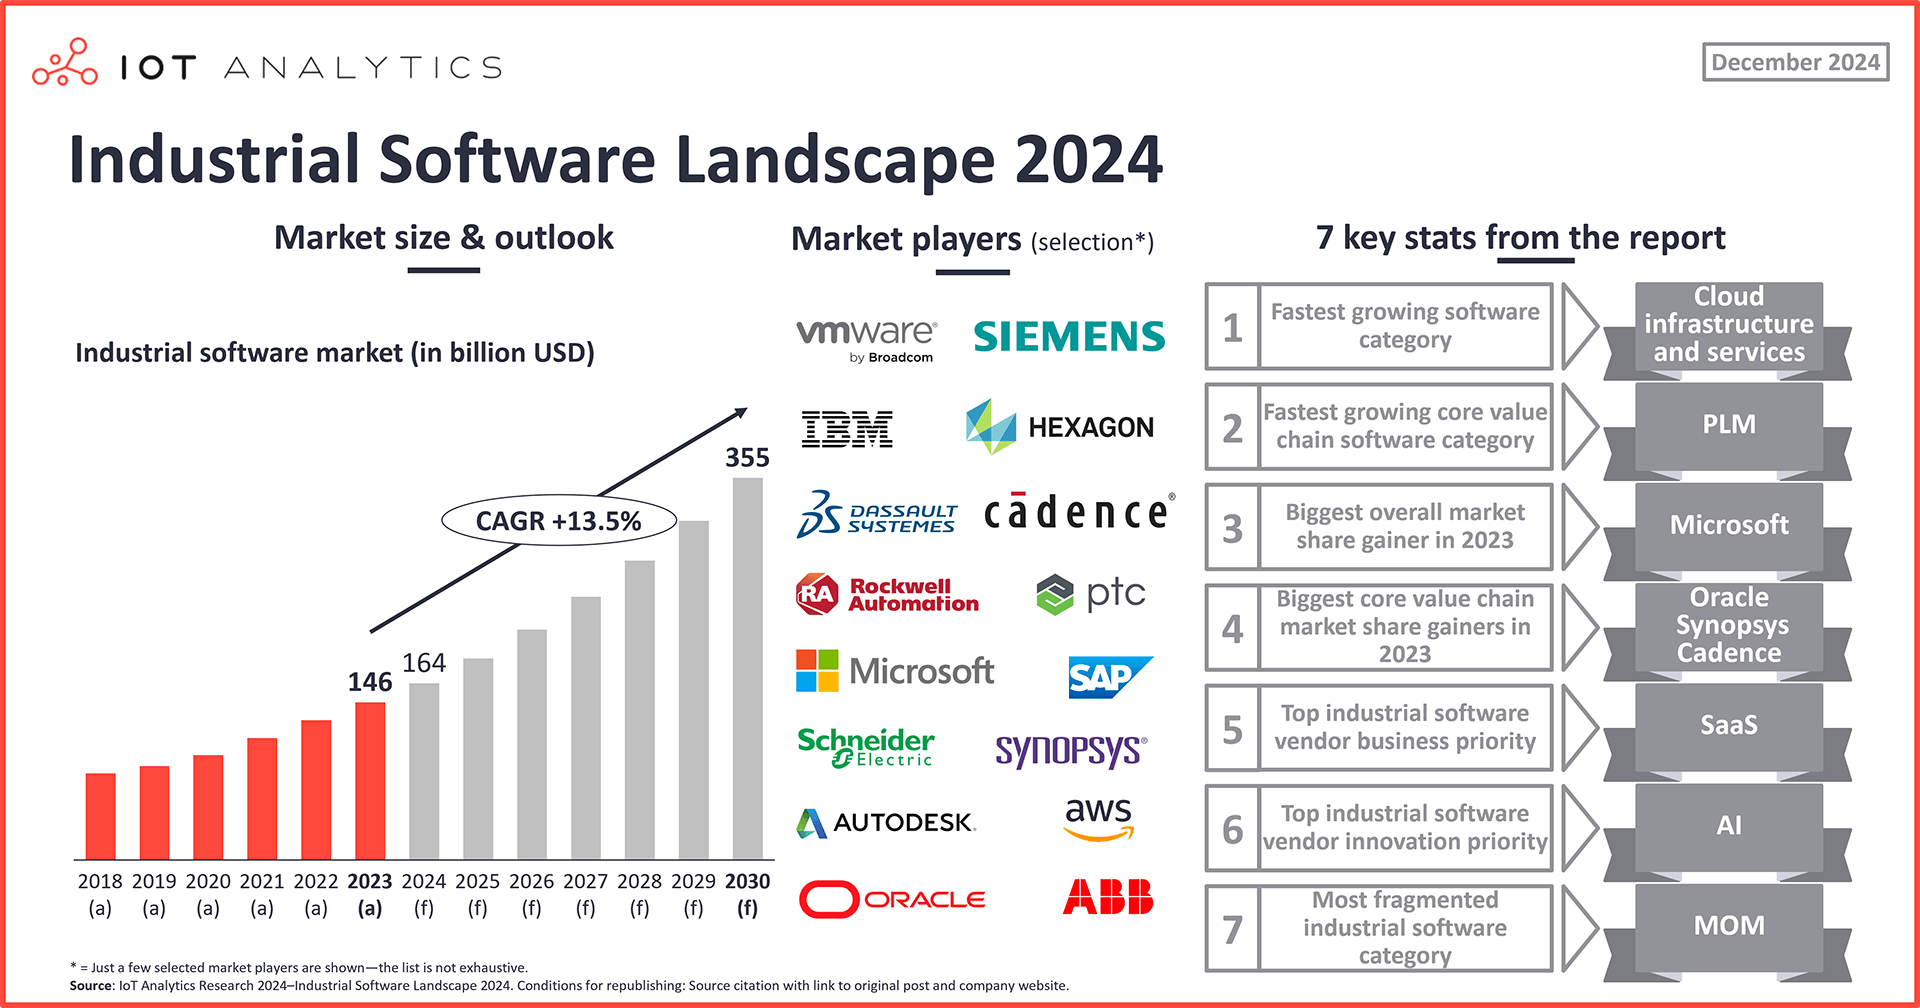 IOT ANALYTICS
December 2024
Industrial Software Landscape 2024
Market size & outlook
Industrial software market (in billion USD)
CAGR +13.5%
355
164
146
2018 2019 2020 2021 2022 2023 2024 2025 2026 2027 2028 2029 2030
(a) (a) (a) (a) (a) (a) (f) (f) (f) (f) (f) (f) (f)
Market players (selection*)
vmware®
by Broadcom
SIEMENS
IBM
HEXAGON
3DS DASSAULT
SYSTEMES
cādence®
RA Rockwell
Automation
ptc
Microsoft
SAP
Schneider
Electric
SYNOPSYS®
AUTODESK.
aws
ORACLE
ABB
7 key stats from the report
1
Fastest growing software
category
Cloud
infrastructure
and services
2
Fastest growing core value
chain software category
PLM
3
Biggest overall market
share gainer in 2023
Microsoft
4
Biggest core value chain
market share gainers in
2023
Oracle
Synopsys
Cadence
5
Top industrial software
vendor business priority
SaaS
6
Top industrial software
vendor innovation priority
AI
7
Most fragmented
industrial software
category
MOM
* = Just a few selected market players are shown—the list is not exhaustive.
Source: IoT Analytics Research 2024–Industrial Software Landscape 2024. Conditions for republishing: Source citation with link to original post and company website.